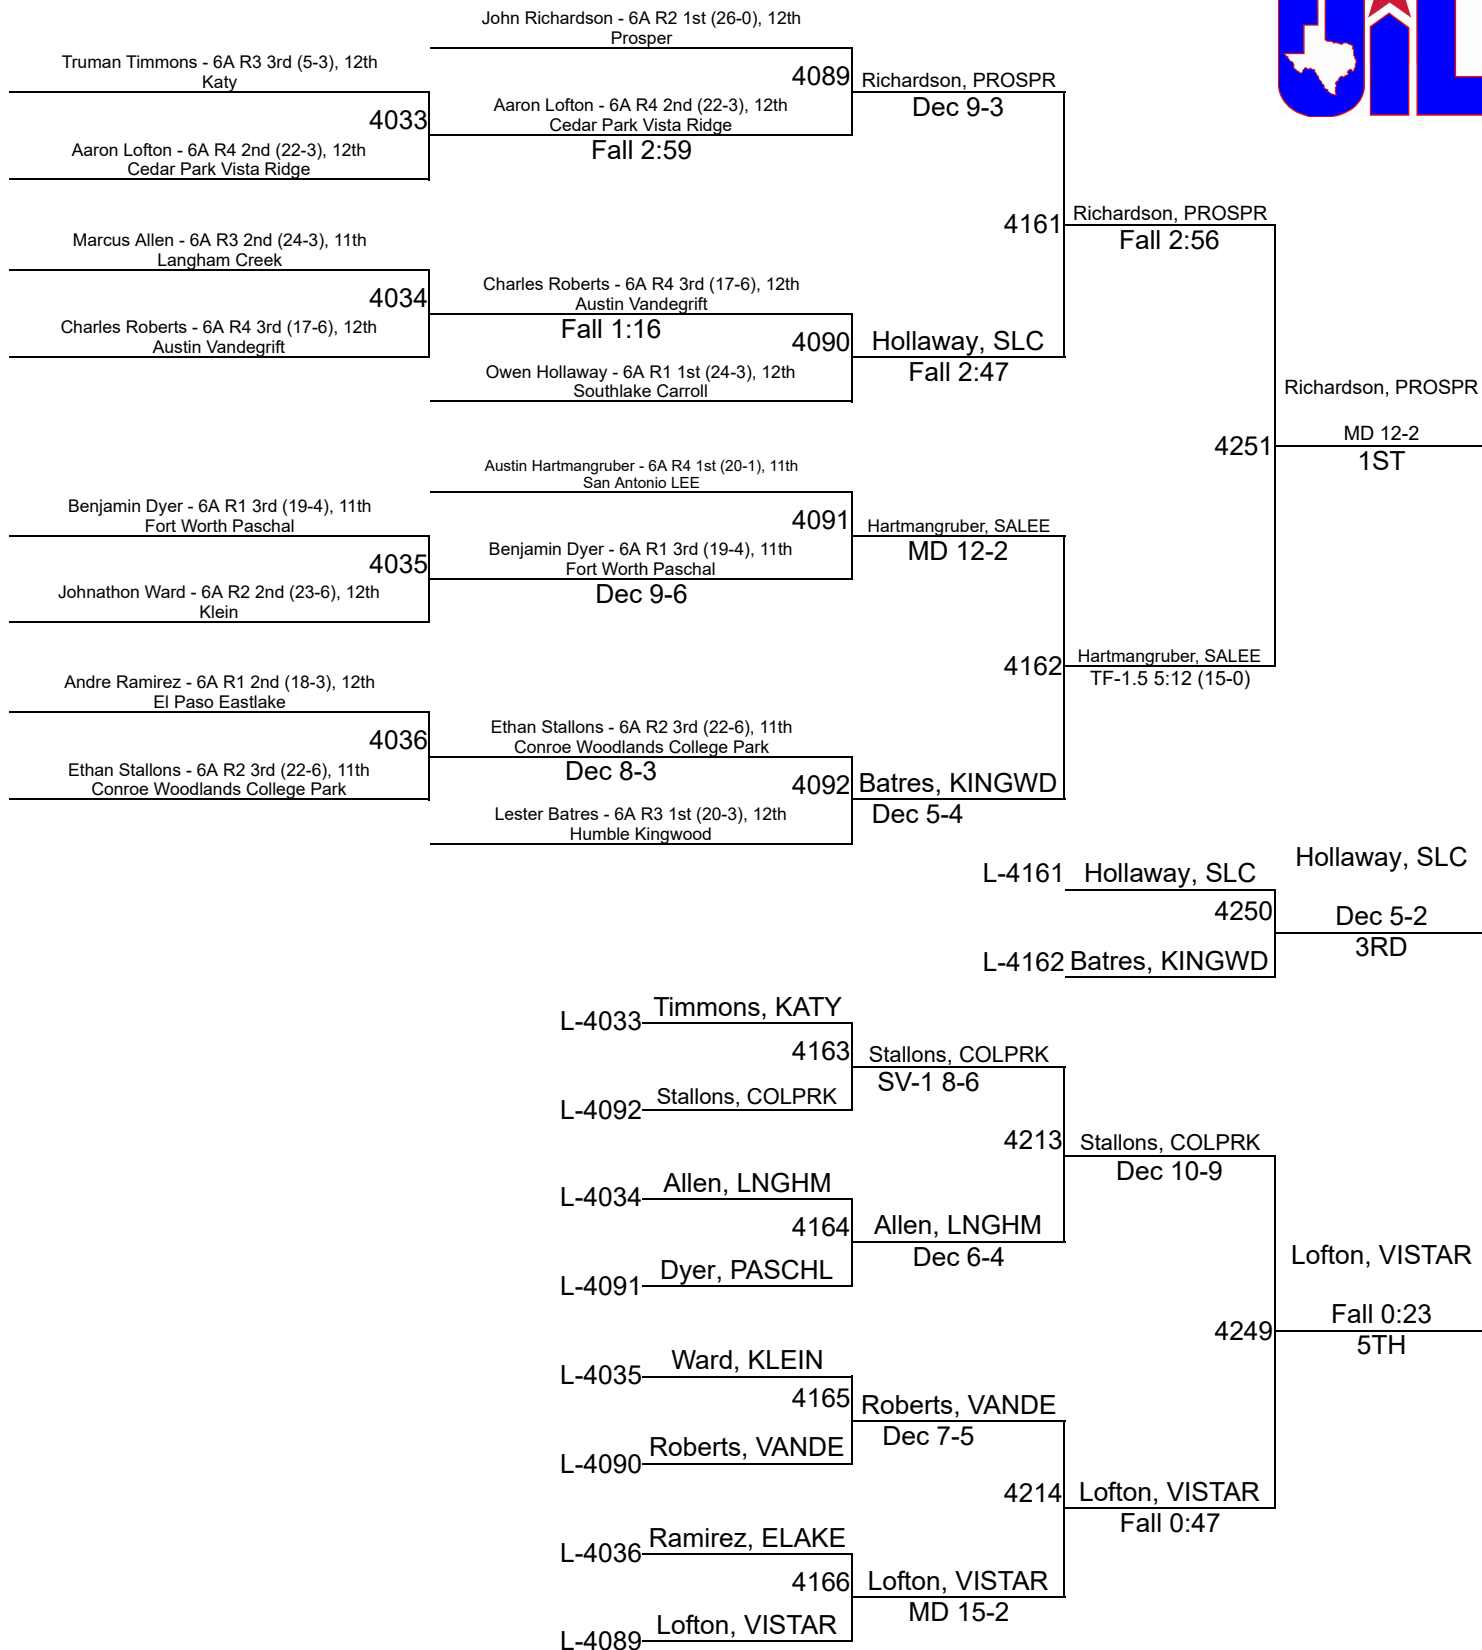 John Richardson - 6A R2 1st (26-0), 12th
Prosper
Truman Timmons - 6A R3 3rd (5-3), 12th
Katy
4089
Richardson, PROSPR
Dec 9-3
4033
Aaron Lofton - 6A R4 2nd (22-3), 12th
Cedar Park Vista Ridge
Fall 2:59
Aaron Lofton - 6A R4 2nd (22-3), 12th
Cedar Park Vista Ridge
4161
Richardson, PROSPR
Fall 2:56
Marcus Allen - 6A R3 2nd (24-3), 11th
Langham Creek
4034
Charles Roberts - 6A R4 3rd (17-6), 12th
Austin Vandegrift
Fall 1:16
Charles Roberts - 6A R4 3rd (17-6), 12th
Austin Vandegrift
4090
Hollaway, SLC
Fall 2:47
Owen Hollaway - 6A R1 1st (24-3), 12th
Southlake Carroll
Richardson, PROSPR
4251
MD 12-2
1ST
Austin Hartmangruber - 6A R4 1st (20-1), 11th
San Antonio LEE
Benjamin Dyer - 6A R1 3rd (19-4), 11th
Fort Worth Paschal
4091
Hartmangruber, SALEE
MD 12-2
4035
Benjamin Dyer - 6A R1 3rd (19-4), 11th
Fort Worth Paschal
Dec 9-6
Johnathon Ward - 6A R2 2nd (23-6), 12th
Klein
4162
Hartmangruber, SALEE
TF-1.5 5:12 (15-0)
Andre Ramirez - 6A R1 2nd (18-3), 12th
El Paso Eastlake
4036
Ethan Stallons - 6A R2 3rd (22-6), 11th
Conroe Woodlands College Park
Dec 8-3
Ethan Stallons - 6A R2 3rd (22-6), 11th
Conroe Woodlands College Park
4092
Batres, KINGWD
Dec 5-4
Lester Batres - 6A R3 1st (20-3), 12th
Humble Kingwood
L-4161
Hollaway, SLC
Hollaway, SLC
4250
Dec 5-2
3RD
L-4162
Batres, KINGWD
L-4033
Timmons, KATY
4163
Stallons, COLPRK
SV-1 8-6
L-4092
Stallons, COLPRK
4213
Stallons, COLPRK
Dec 10-9
L-4034
Allen, LNGHM
4164
Allen, LNGHM
Dec 6-4
L-4091
Dyer, PASCHL
Lofton, VISTAR
4249
Fall 0:23
5TH
L-4035
Ward, KLEIN
4165
Roberts, VANDE
Dec 7-5
L-4090
Roberts, VANDE
4214
Lofton, VISTAR
Fall 0:47
L-4036
Ramirez, ELAKE
4166
Lofton, VISTAR
MD 15-2
L-4089
Lofton, VISTAR
UIL